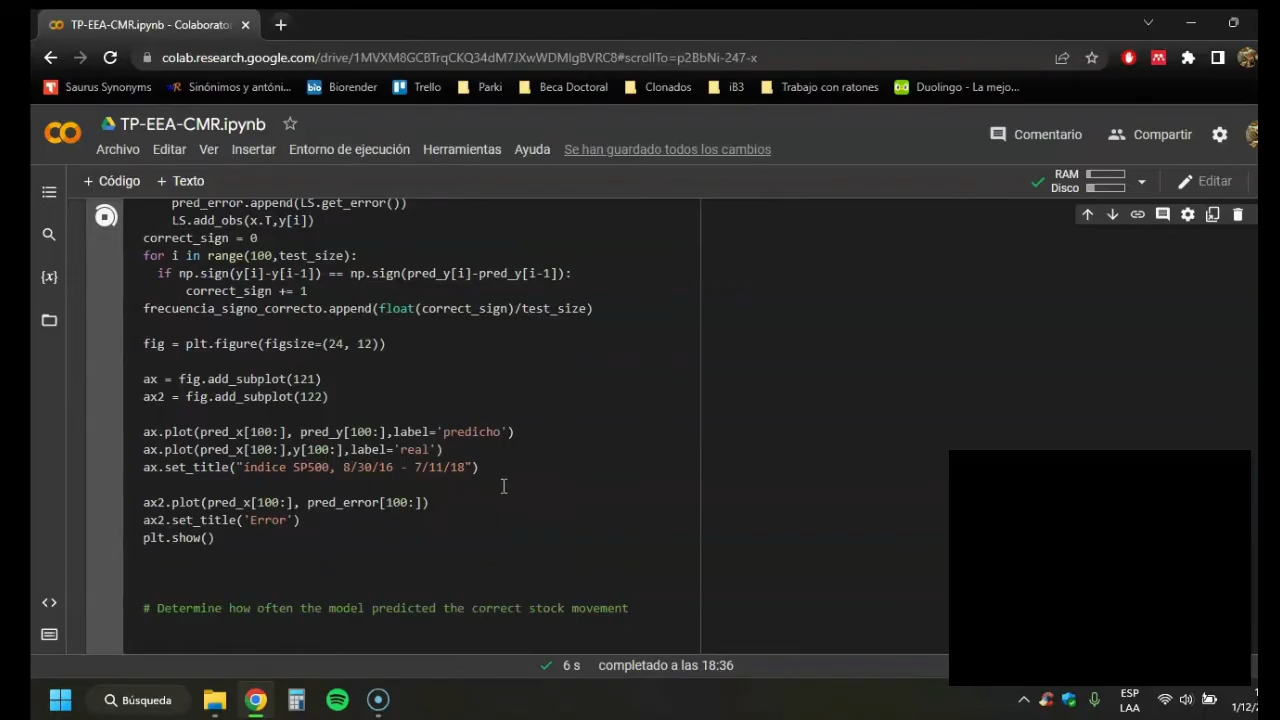 TP-EEA-CMR.ipynb - Colaborato
colab.research.google.com/drive/1MVXM8GCBTrqCKQ34dM7JXwWDMIgBVRC8#scrollTo=p2BbNi-247-x
Saurus Synonyms
Sinónimos y antóni...
bio Biorender
Trello
Parki
Beca Doctoral
Clonados
iB3
Trabajo con ratones
Duolingo - La mejo...
TP-EEA-CMR.ipynb
Comentario
Compartir
Archivo Editar Ver Insertar Entorno de ejecución Herramientas Ayuda Se han guardado todos los cambios
+ Código + Texto
RAM
Disco
Editar
pred_error.append(LS.get_error())
LS.add_obs(x.T,y[i])
correct_sign = 0
for i in range(100,test_size):
if np.sign(y[i]-y[i-1]) == np.sign(pred_y[i]-pred_y[i-1]):
correct_sign += 1
frecuencia_signo_correcto.append(float(correct_sign)/test_size)
fig = plt.figure(figsize=(24, 12))
ax = fig.add_subplot(121)
ax2 = fig.add_subplot(122)
ax.plot(pred_x[100:], pred_y[100:],label='predicho')
ax.plot(pred_x[100:],y[100:],label='real')
ax.set_title("índice SP500, 8/30/16 - 7/11/18")
ax2.plot(pred_x[100:], pred_error[100:])
ax2.set_title('Error')
plt.show()
# Determine how often the model predicted the correct stock movement
6 s completado a las 18:36
Búsqueda
ESP
LAA
1/12/2